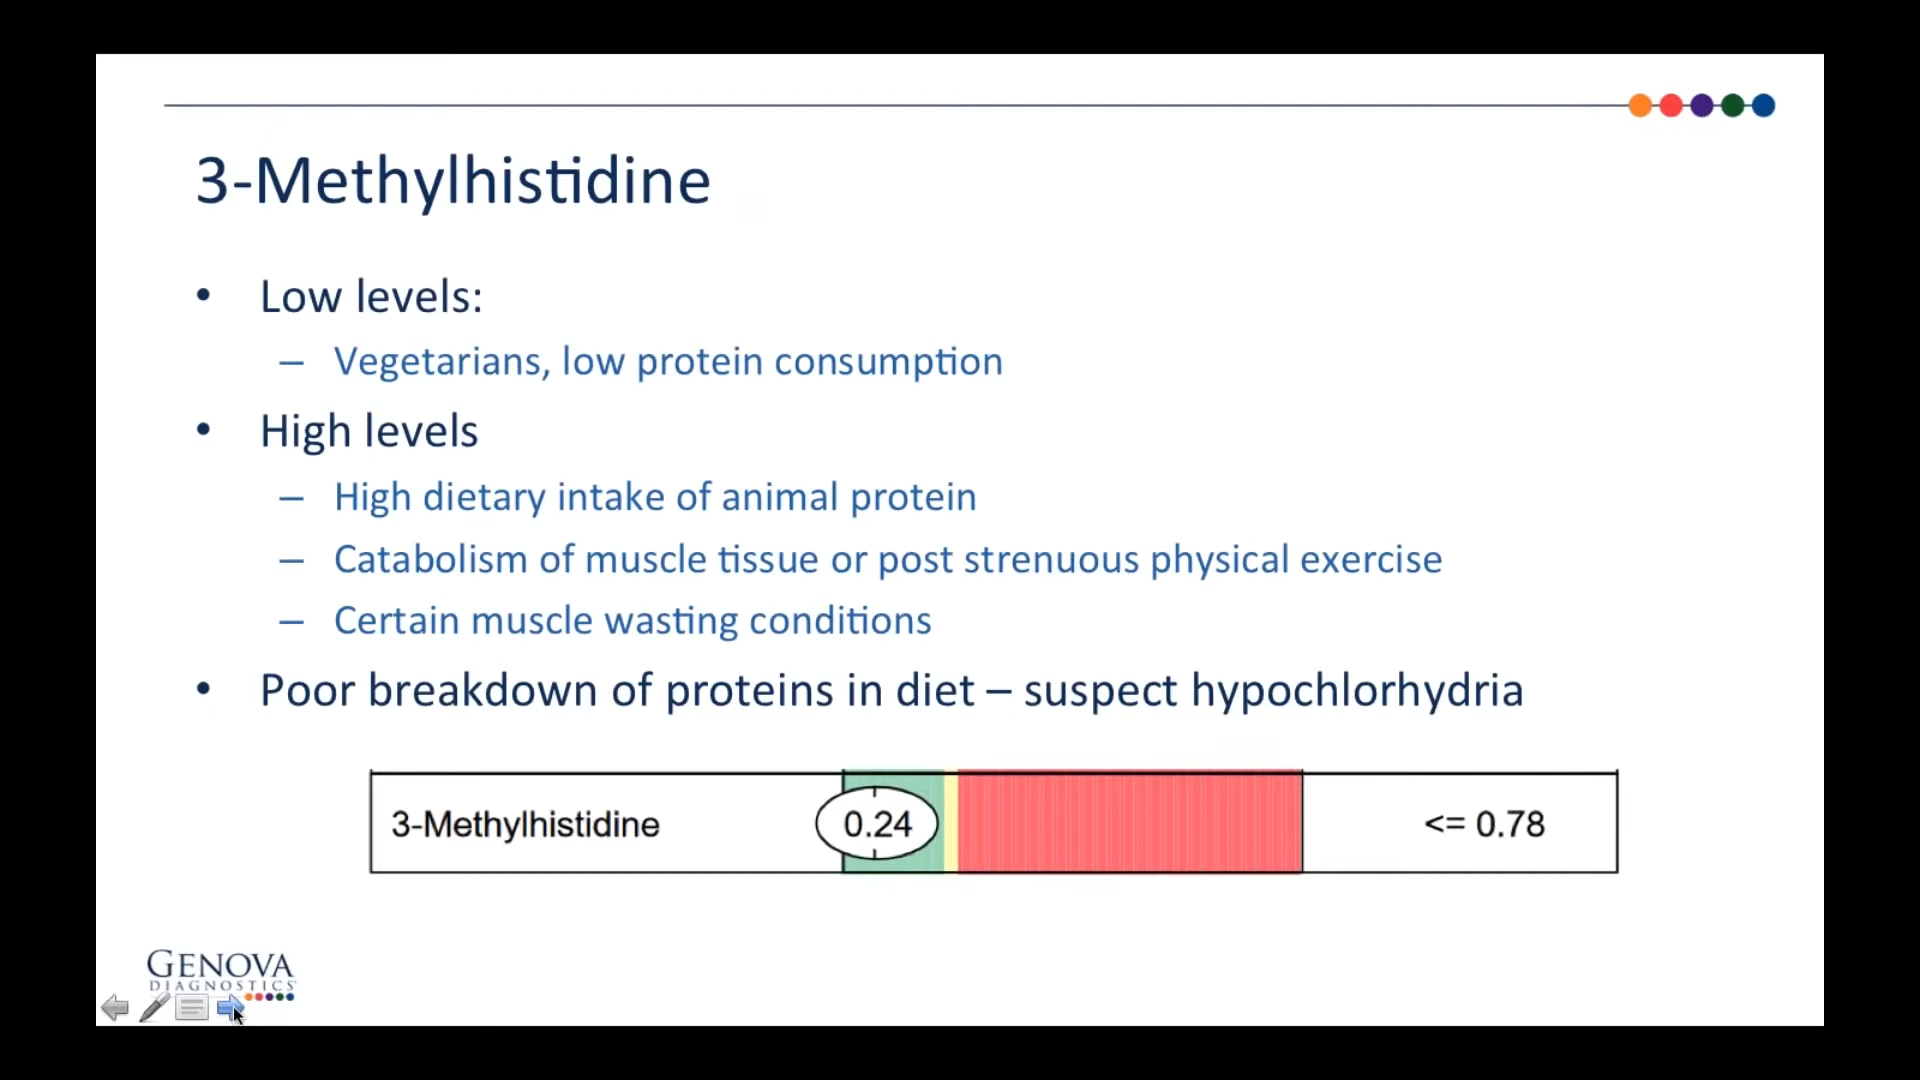 3-Methylhistidine
• Low levels:
– Vegetarians, low protein consumption
• High levels
– High dietary intake of animal protein
– Catabolism of muscle tissue or post strenuous physical exercise
– Certain muscle wasting conditions
• Poor breakdown of proteins in diet – suspect hypochlorhydria
3-Methylhistidine 0.24 <= 0.78
GENOVA
DIAGNOSTICS